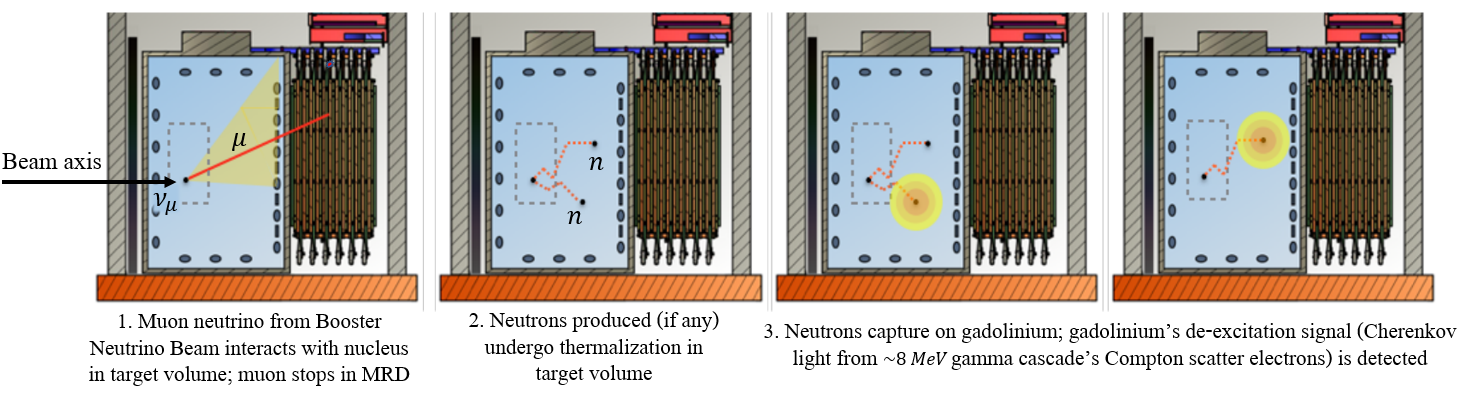 Beam axis
μ
ν_μ
n
n
1. Muon neutrino from Booster
Neutrino Beam interacts with nucleus
in target volume; muon stops in MRD
2. Neutrons produced (if any)
undergo thermalization in
target volume
3. Neutrons capture on gadolinium; gadolinium's de-excitation signal (Cherenkov
light from ~8 MeV gamma cascade's Compton scatter electrons) is detected